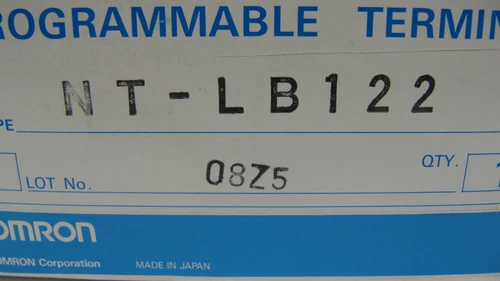 ROGRAMMABLE TERMIN
NT-LB122
PE
LOT No. 08Z5 QTY.
OMRON
OMRON Corporation MADE IN JAPAN